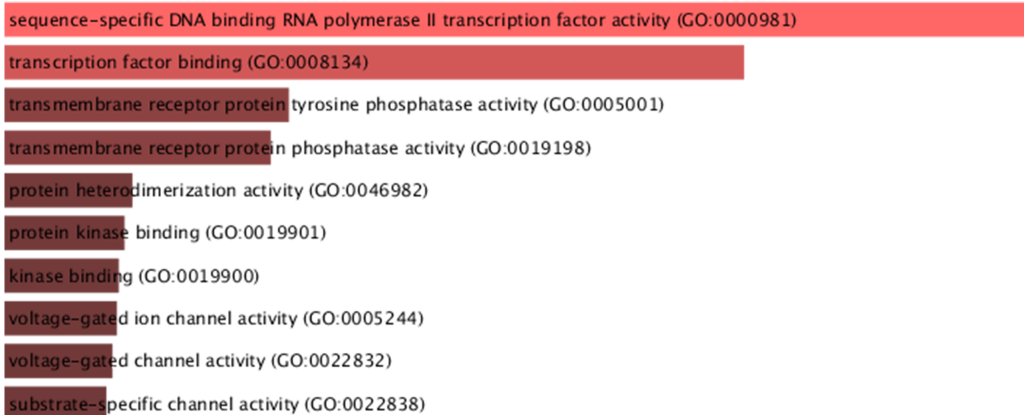 sequence-specific DNA binding RNA polymerase II transcription factor activity (GO:0000981)
transcription factor binding (GO:0008134)
transmembrane receptor protein tyrosine phosphatase activity (GO:0005001)
transmembrane receptor protein phosphatase activity (GO:0019198)
protein heterodimerization activity (GO:0046982)
protein kinase binding (GO:0019901)
kinase binding (GO:0019900)
voltage-gated ion channel activity (GO:0005244)
voltage-gated channel activity (GO:0022832)
substrate-specific channel activity (GO:0022838)